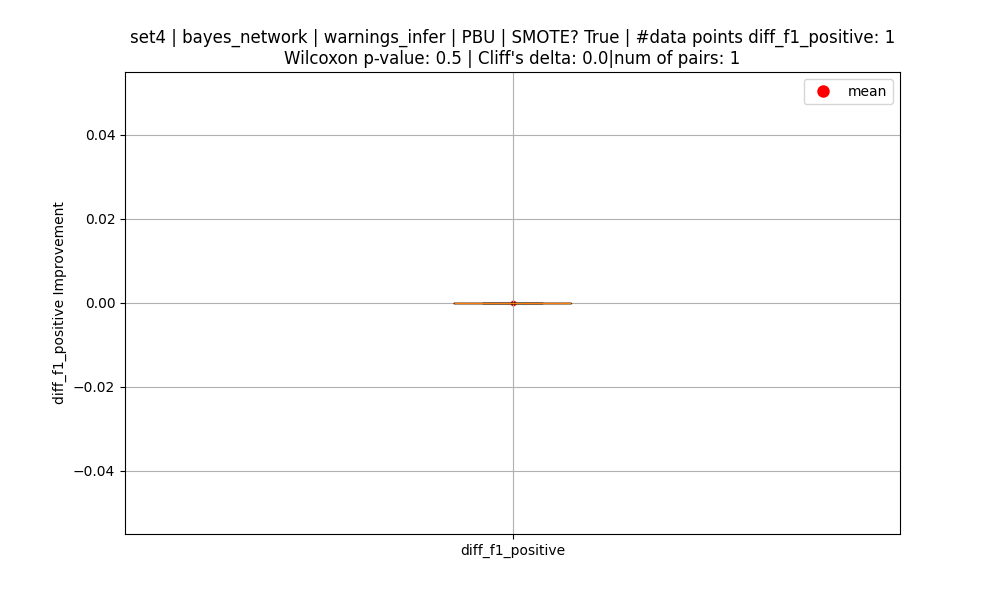 set4 | bayes_network | warnings_infer | PBU | SMOTE? True | #data points diff_f1_positive: 1
Wilcoxon p-value: 0.5 | Cliff's delta: 0.0|num of pairs: 1
mean
0.04
0.02
0.00
−0.02
−0.04
diff_f1_positive Improvement
diff_f1_positive